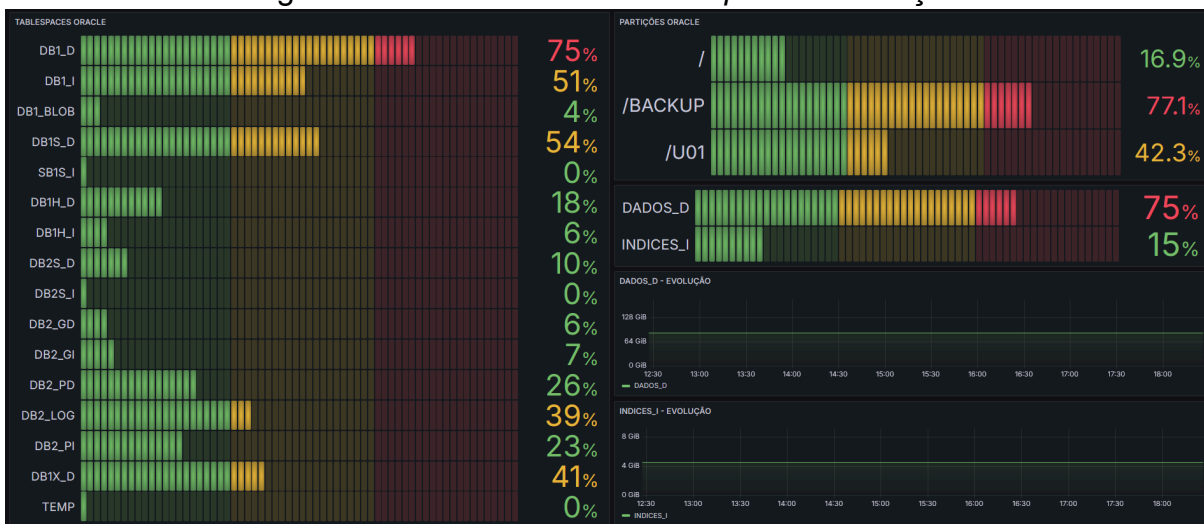 TABLESPACES ORACLE
DB1_D 75%
DB1_I 51%
DB1_BLOB 4%
DB1S_D 54%
SB1S_I 0%
DB1H_D 18%
DB1H_I 6%
DB2S_D 10%
DB2S_I 0%
DB2_GD 6%
DB2_GI 7%
DB2_PD 26%
DB2_LOG 39%
DB2_PI 23%
DB1X_D 41%
TEMP 0%
PARTIÇÕES ORACLE
/ 16.9%
/BACKUP 77.1%
/U01 42.3%
DADOS_D 75%
INDICES_I 15%
DADOS_D - EVOLUÇÃO
128 GiB
64 GiB
0 GiB
12:30 13:00 13:30 14:00 14:30 15:00 15:30 16:00 16:30 17:00 17:30 18:00
DADOS_D
INDICES_I - EVOLUÇÃO
8 GiB
4 GiB
0 GiB
12:30 13:00 13:30 14:00 14:30 15:00 15:30 16:00 16:30 17:00 17:30 18:00
INDICES_I